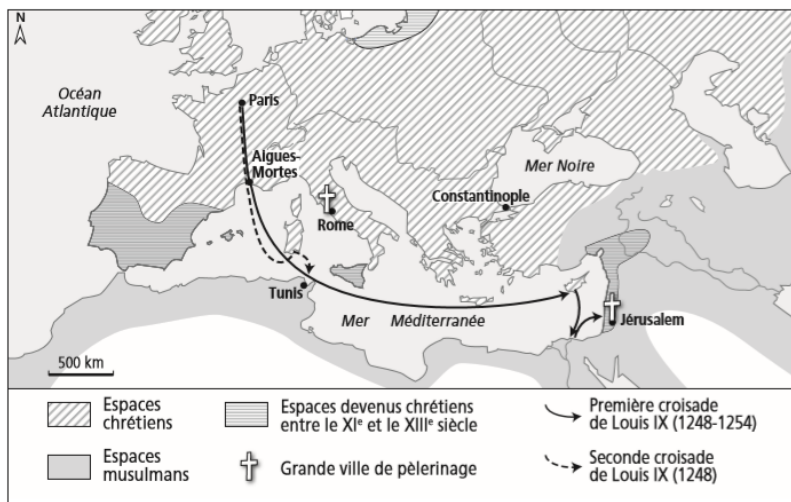 N
Océan
Atlantique
Paris
Aigues-
Mortes
Mer Noire
Constantinople
Rome
Tunis
Mer Méditerranée
Jérusalem
500 km
Espaces
chrétiens
Espaces devenus chrétiens
entre le XIe et le XIIIe siècle
Première croisade
de Louis IX (1248-1254)
Espaces
musulmans
Grande ville de pèlerinage
Seconde croisade
de Louis IX (1248)